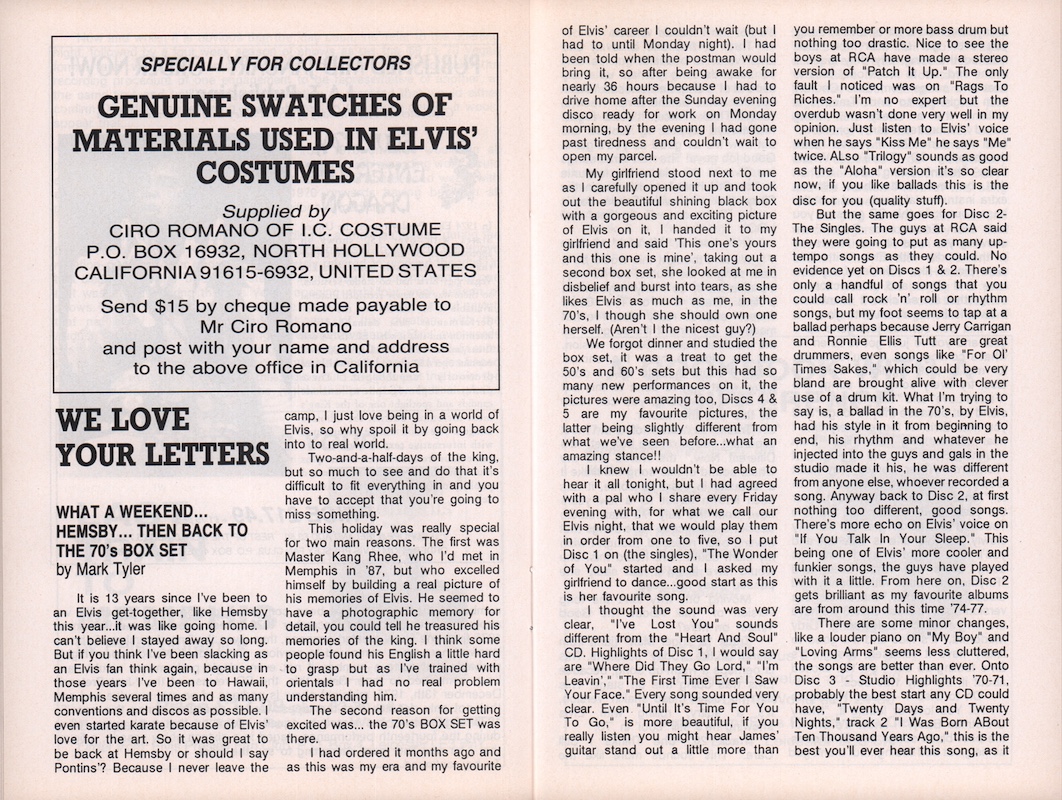 SPECIALLY FOR COLLECTORS
GENUINE SWATCHES OF
MATERIALS USED IN ELVIS'
COSTUMES
Supplied by
CIRO ROMANO OF I.C. COSTUME
P.O. BOX 16932, NORTH HOLLYWOOD
CALIFORNIA 91615-6932, UNITED STATES
Send $15 by cheque made payable to
Mr Ciro Romano
and post with your name and address
to the above office in California
WE LOVE
YOUR LETTERS
WHAT A WEEKEND...
HEMSBY... THEN BACK TO
THE 70's BOX SET
by Mark Tyler
It is 13 years since I've been to
an Elvis get-together, like Hemsby
this year...it was like going home. I
can't believe I stayed away so long.
But if you think I've been slacking as
an Elvis fan think again, because in
those years I've been to Hawaii,
Memphis several times and as many
conventions and discos as possible. I
even started karate because of Elvis'
love for the art. So it was great to
be back at Hemsby or should I say
Pontins'? Because I never leave the
camp, I just love being in a world of
Elvis, so why spoil it by going back
into to real world.
Two-and-a-half-days of the king,
but so much to see and do that it's
difficult to fit everything in and you
have to accept that you're going to
miss something.
This holiday was really special
for two main reasons. The first was
Master Kang Rhee, who I'd met in
Memphis in '87, but who excelled
himself by building a real picture of
his memories of Elvis. He seemed to
have a photographic memory for
detail, you could tell he treasured his
memories of the king. I think some
people found his English a little hard
to grasp but as I've trained with
orientals I had no real problem
understanding him.
The second reason for getting
excited was... the 70's BOX SET was
there.
I had ordered it months ago and
as this was my era and my favourite
of Elvis' career I couldn't wait (but I
had to until Monday night). I had
been told when the postman would
bring it, so after being awake for
nearly 36 hours because I had to
drive home after the Sunday evening
disco ready for work on Monday
morning, by the evening I had gone
past tiredness and couldn't wait to
open my parcel.
My girlfriend stood next to me
as I carefully opened it up and took
out the beautiful shining black box
with a gorgeous and exciting picture
of Elvis on it, I handed it to my
girlfriend and said 'This one's yours
and this one is mine', taking out a
second box set, she looked at me in
disbelief and burst into tears, as she
likes Elvis as much as me, in the
70's, I though she should own one
herself. (Aren't I the nicest guy?)
We forgot dinner and studied the
box set, it was a treat to get the
50's and 60's sets but this had so
many new performances on it, the
pictures were amazing too, Discs 4 &
5 are my favourite pictures, the
latter being slightly different from
what we've seen before...what an
amazing stance!!
I knew I wouldn't be able to
hear it all tonight, but I had agreed
with a pal who I share every Friday
evening with, for what we call our
Elvis night, that we would play them
in order from one to five, so I put
Disc 1 on (the singles), "The Wonder
of You" started and I asked my
girlfriend to dance...good start as this
is her favourite song.
I thought the sound was very
clear, "I've Lost You" sounds
different from the "Heart And Soul"
CD. Highlights of Disc 1, I would say
are "Where Did They Go Lord," "I'm
Leavin'," "The First Time Ever I Saw
Your Face." Every song sounded very
clear. Even "Until It's Time For You
To Go," is more beautiful, if you
really listen you might hear James'
guitar stand out a little more than
you remember or more bass drum but
nothing too drastic. Nice to see the
boys at RCA have made a stereo
version of "Patch It Up." The only
fault I noticed was on "Rags To
Riches." I'm no expert but the
overdub wasn't done very well in my
opinion. Just listen to Elvis' voice
when he says "Kiss Me" he says "Me"
twice. ALso "Trilogy" sounds as good
as the "Aloha" version it's so clear
now, if you like ballads this is the
disc for you (quality stuff).
But the same goes for Disc 2-
The Singles. The guys at RCA said
they were going to put as many up-
tempo songs as they could. No
evidence yet on Discs 1 & 2. There's
only a handful of songs that you
could call rock 'n' roll or rhythm
songs, but my foot seems to tap at a
ballad perhaps because Jerry Carrigan
and Ronnie Ellis Tutt are great
drummers, even songs like "For Ol'
Times Sakes," which could be very
bland are brought alive with clever
use of a drum kit. What I'm trying to
say is, a ballad in the 70's, by Elvis,
had his style in it from beginning to
end, his rhythm and whatever he
injected into the guys and gals in the
studio made it his, he was different
from anyone else, whoever recorded a
song. Anyway back to Disc 2, at first
nothing too different, good songs.
There's more echo on Elvis' voice on
"If You Talk In Your Sleep." This
being one of Elvis' more cooler and
funkier songs, the guys have played
with it a little. From here on, Disc 2
gets brilliant as my favourite albums
are from around this time '74-77.
There are some minor changes,
like a louder piano on "My Boy" and
"Loving Arms" seems less cluttered,
the songs are better than ever. Onto
Disc 3 - Studio Highlights '70-71,
probably the best start any CD could
have, "Twenty Days and Twenty
Nights," track 2 "I Was Born ABout
Ten Thousand Years Ago," this is the
best you'll ever hear this song, as it